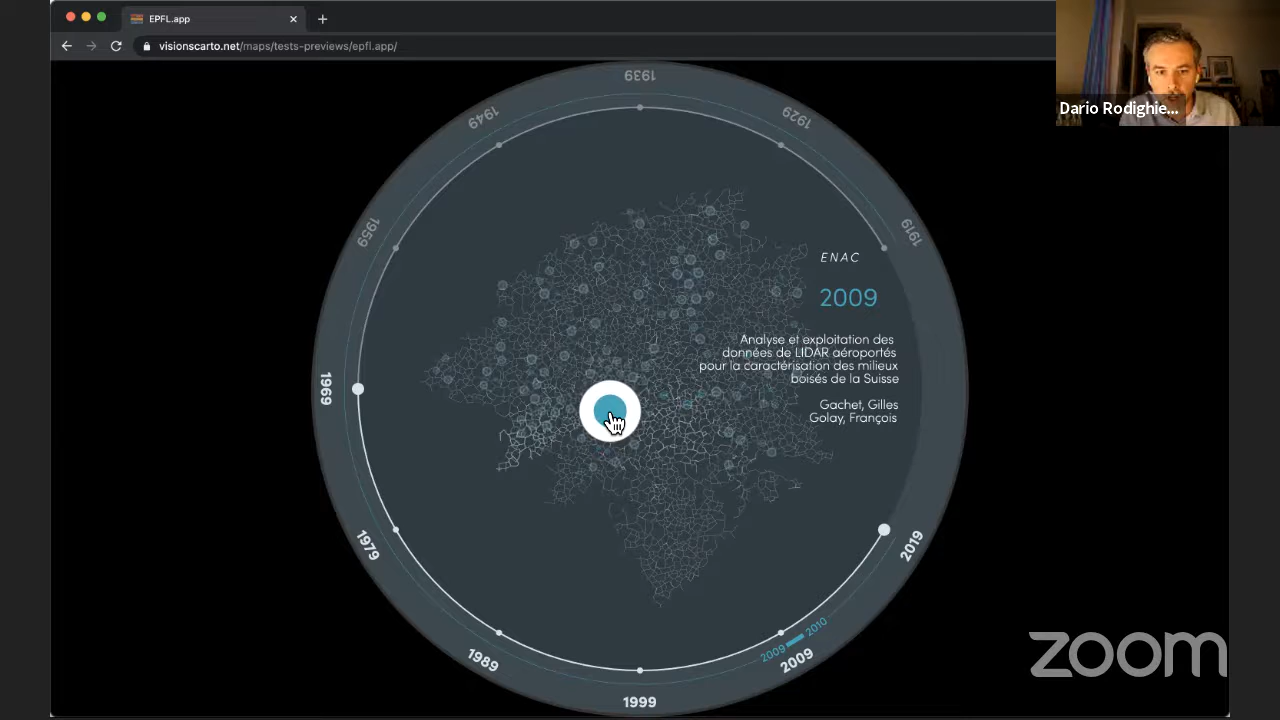 EPFL.app
visionscarto.net/maps/tests-previews/epfl.app/
Dario Rodighie...
1939
1949
1929
1959
1919
ENAC
2009
Analyse et exploitation des
données de LIDAR aéroportés
pour la caractérisation des milieux
boisés de la Suisse
Gachet, Gilles
Golay, François
1969
1979
2019
2009
2010
1989
2009
1999
zoom